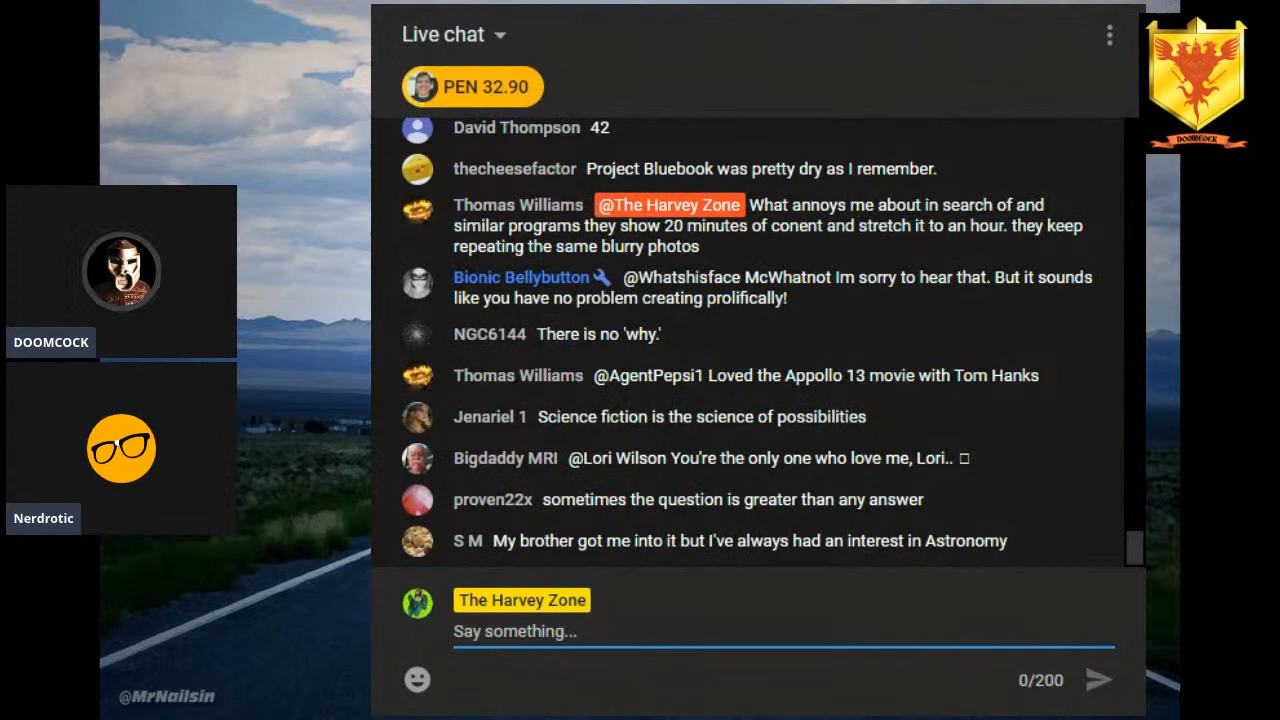 Live chat
PEN 32.90
David Thompson 42
thecheesefactor Project Bluebook was pretty dry as I remember.
Thomas Williams @The Harvey Zone What annoys me about in search of and
similar programs they show 20 minutes of conent and stretch it to an hour. they keep
repeating the same blurry photos
Bionic Bellybutton @Whatshisface McWhatnot Im sorry to hear that. But it sounds
like you have no problem creating prolifically!
NGC6144 There is no 'why.'
Thomas Williams @AgentPepsi1 Loved the Appollo 13 movie with Tom Hanks
Jenariel 1 Science fiction is the science of possibilities
Bigdaddy MRI @Lori Wilson You're the only one who love me, Lori.. □
proven22x sometimes the question is greater than any answer
S M My brother got me into it but I've always had an interest in Astronomy
The Harvey Zone
Say something...
0/200
DOOMCOCK
Nerdrotic
DOOMCOCK
@MrNailsin